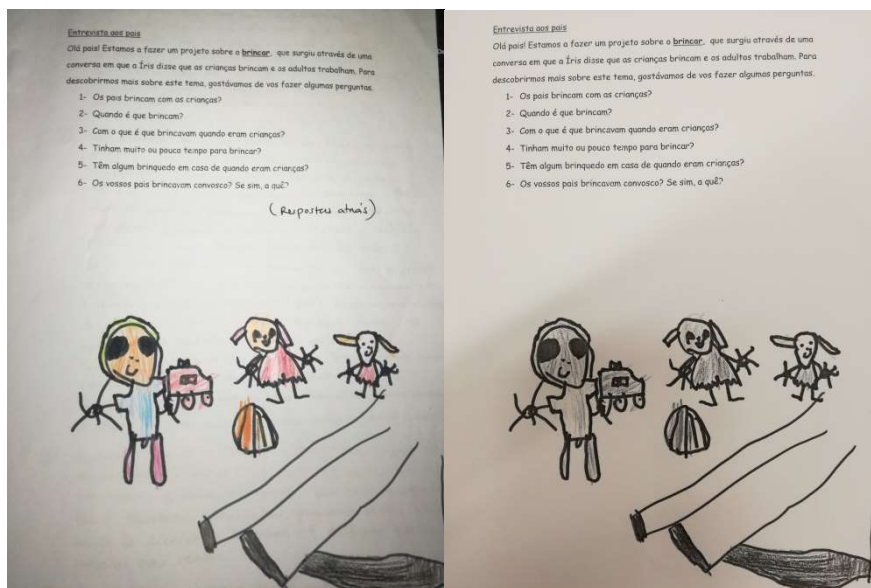 Entrevista aos pais
Olá pais! Estamos a fazer um projeto sobre o brincar, que surgiu através de uma
conversa em que a Íris disse que as crianças brincam e os adultos trabalham. Para
descobrirmos mais sobre este tema, gostávamos de vos fazer algumas perguntas.
1- Os pais brincam com as crianças?
2- Quando é que brincam?
3- Com o que é que brincavam quando eram crianças?
4- Tinham muito ou pouco tempo para brincar?
5- Têm algum brinquedo em casa de quando eram crianças?
6- Os vossos pais brincavam convosco? Se sim, a quê?
(Respostas atrás)
Entrevista aos pais
Olá pais! Estamos a fazer um projeto sobre o brincar, que surgiu através de uma
conversa em que a Íris disse que as crianças brincam e os adultos trabalham. Para
descobrirmos mais sobre este tema, gostávamos de vos fazer algumas perguntas.
1- Os pais brincam com as crianças?
2- Quando é que brincam?
3- Com o que é que brincavam quando eram crianças?
4- Tinham muito ou pouco tempo para brincar?
5- Têm algum brinquedo em casa de quando eram crianças?
6- Os vossos pais brincavam convosco? Se sim, a quê?